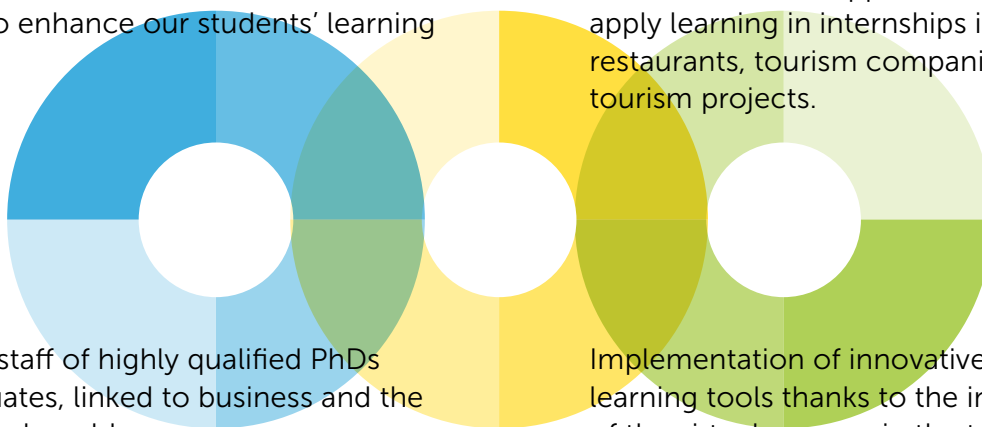 o enhance our students’ learning
apply learning in internships i
restaurants, tourism compani
tourism projects.
staff of highly qualified PhDs
uates, linked to business and the
Implementation of innovative
learning tools thanks to the in